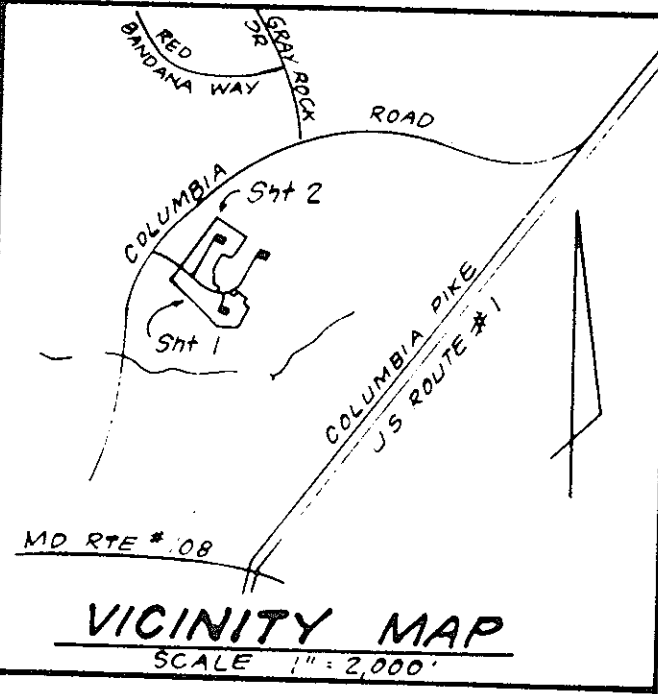 RED
BANDANA WAY
GRAY ROCK
DR
ROAD
COLUMBIA
Sht 2
Sht 1
COLUMBIA PIKE
US ROUTE #1
MD RTE # 108
VICINITY MAP
SCALE 1" = 2,000'